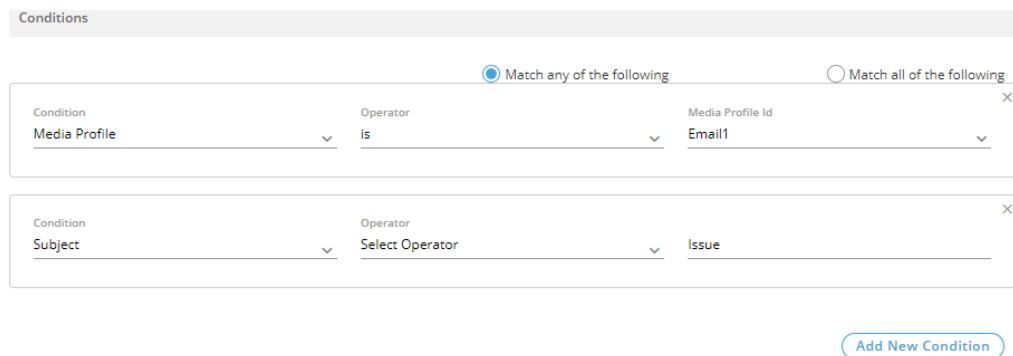 Conditions
Match any of the following Match all of the following
Condition Operator Media Profile Id
Media Profile is Email1
Condition Operator
Subject Select Operator Issue
Add New Condition